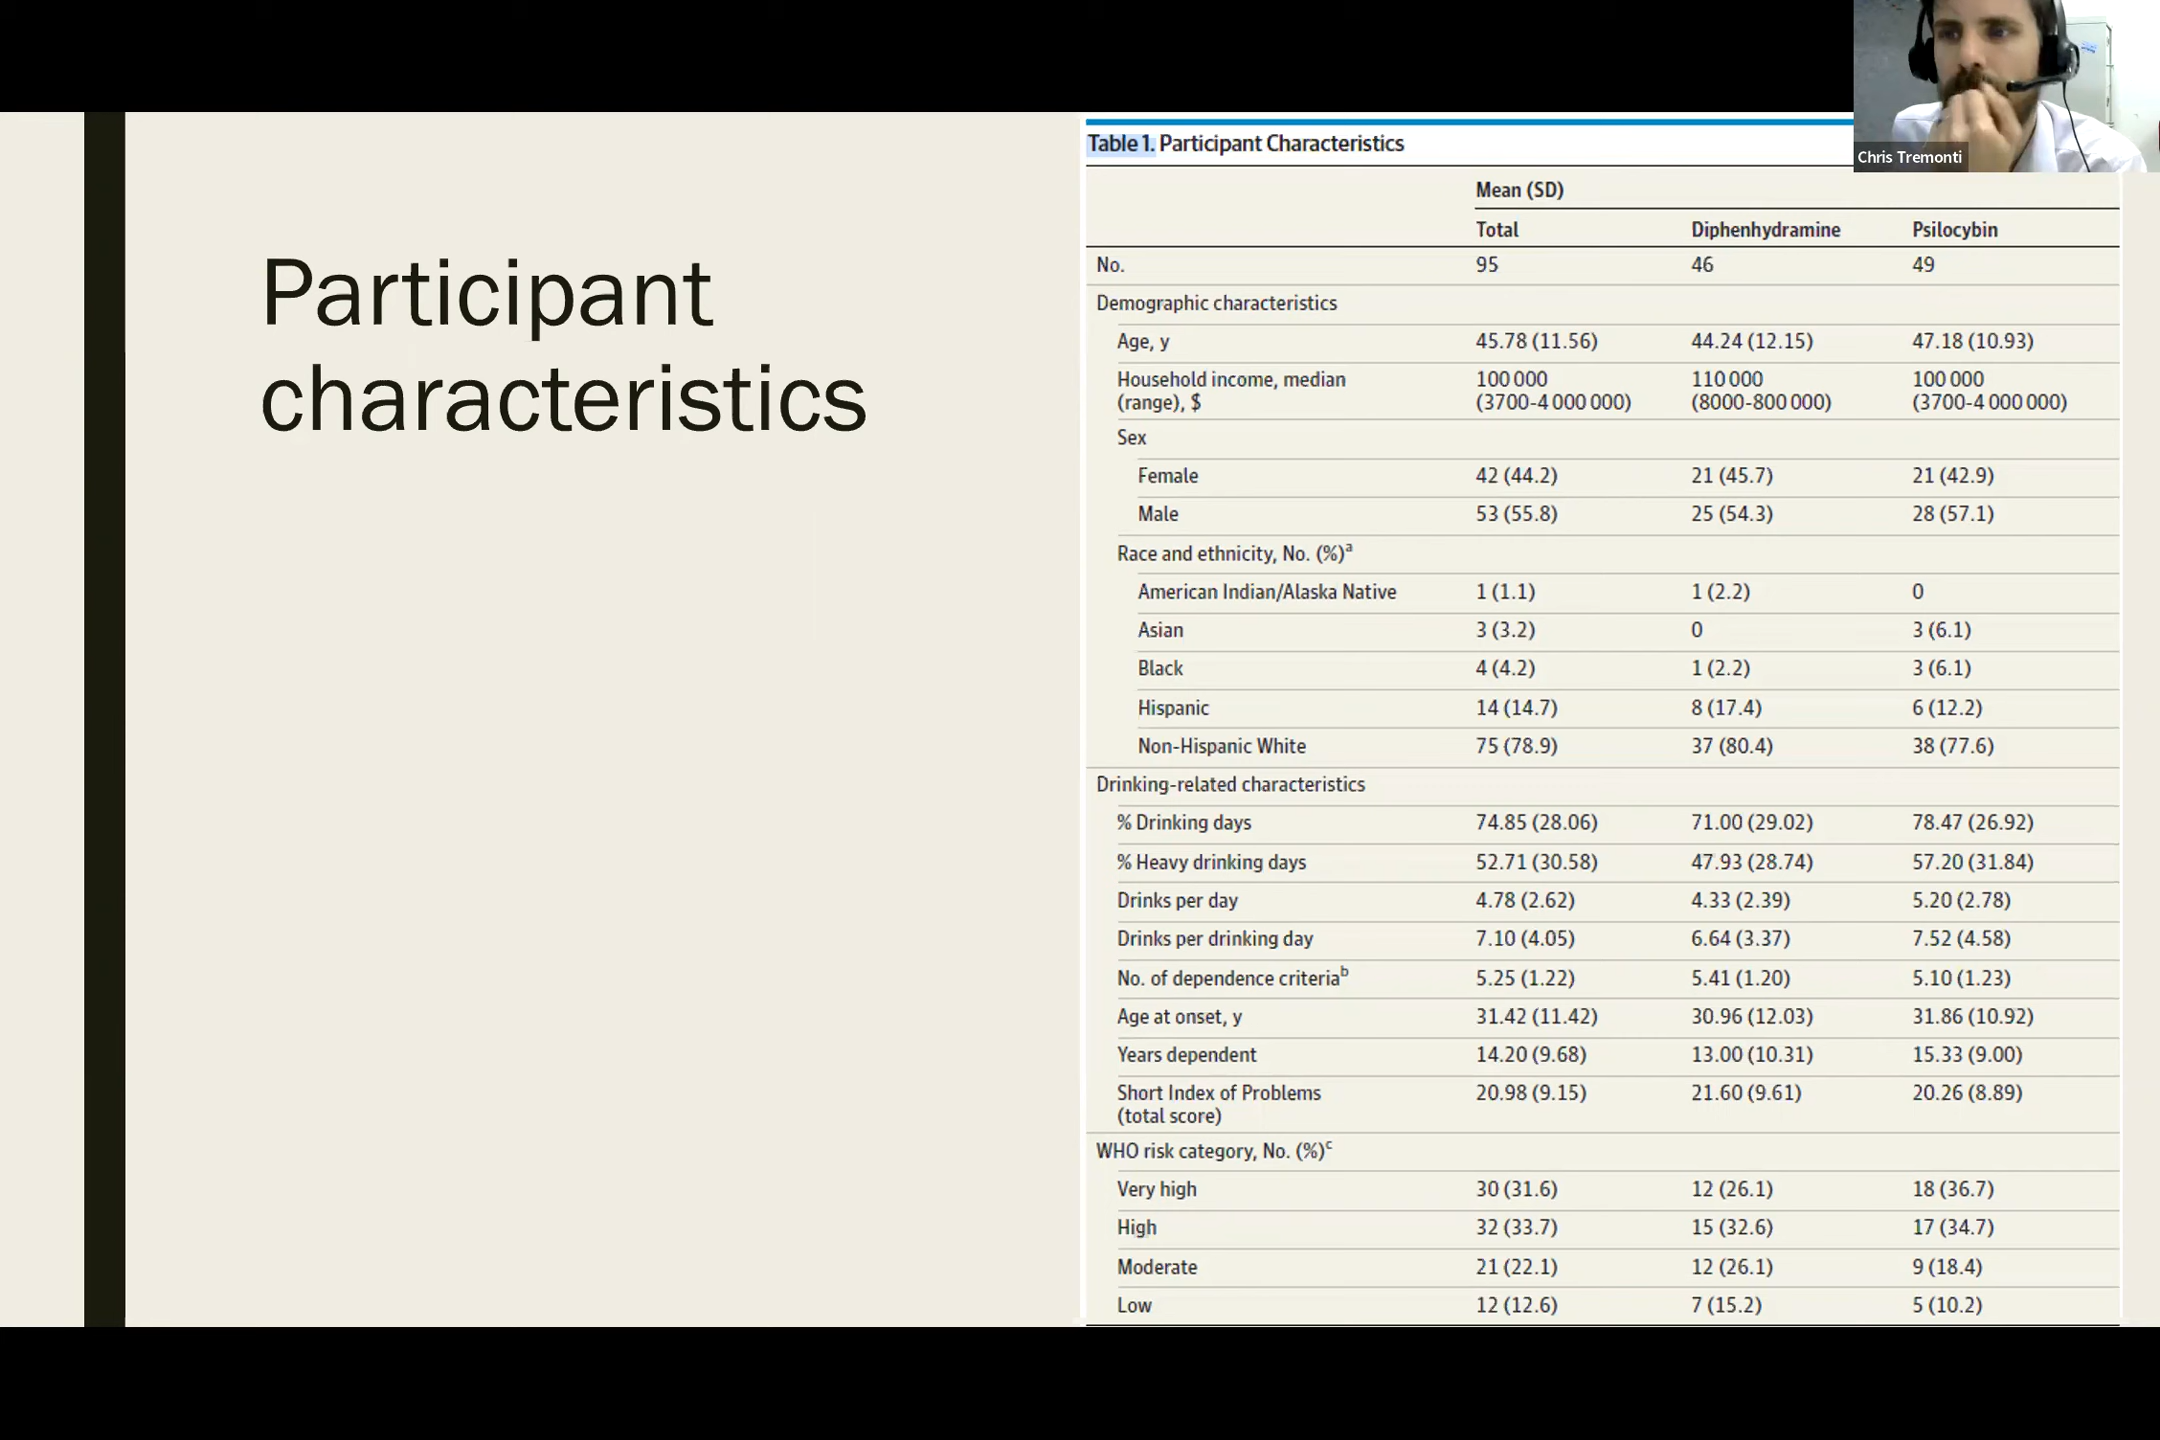 Chris Tremonti
Participant
characteristics
Table 1. Participant Characteristics
Mean (SD)
Total Diphenhydramine Psilocybin
No. 95 46 49
Demographic characteristics
Age, y 45.78 (11.56) 44.24 (12.15) 47.18 (10.93)
Household income, median 100 000 110 000 100 000
(range), $ (3700-4 000 000) (8000-800 000) (3700-4 000 000)
Sex
Female 42 (44.2) 21 (45.7) 21 (42.9)
Male 53 (55.8) 25 (54.3) 28 (57.1)
Race and ethnicity, No. (%)a
American Indian/Alaska Native 1 (1.1) 1 (2.2) 0
Asian 3 (3.2) 0 3 (6.1)
Black 4 (4.2) 1 (2.2) 3 (6.1)
Hispanic 14 (14.7) 8 (17.4) 6 (12.2)
Non-Hispanic White 75 (78.9) 37 (80.4) 38 (77.6)
Drinking-related characteristics
% Drinking days 74.85 (28.06) 71.00 (29.02) 78.47 (26.92)
% Heavy drinking days 52.71 (30.58) 47.93 (28.74) 57.20 (31.84)
Drinks per day 4.78 (2.62) 4.33 (2.39) 5.20 (2.78)
Drinks per drinking day 7.10 (4.05) 6.64 (3.37) 7.52 (4.58)
No. of dependence criteriab 5.25 (1.22) 5.41 (1.20) 5.10 (1.23)
Age at onset, y 31.42 (11.42) 30.96 (12.03) 31.86 (10.92)
Years dependent 14.20 (9.68) 13.00 (10.31) 15.33 (9.00)
Short Index of Problems 20.98 (9.15) 21.60 (9.61) 20.26 (8.89)
(total score)
WHO risk category, No. (%)c
Very high 30 (31.6) 12 (26.1) 18 (36.7)
High 32 (33.7) 15 (32.6) 17 (34.7)
Moderate 21 (22.1) 12 (26.1) 9 (18.4)
Low 12 (12.6) 7 (15.2) 5 (10.2)